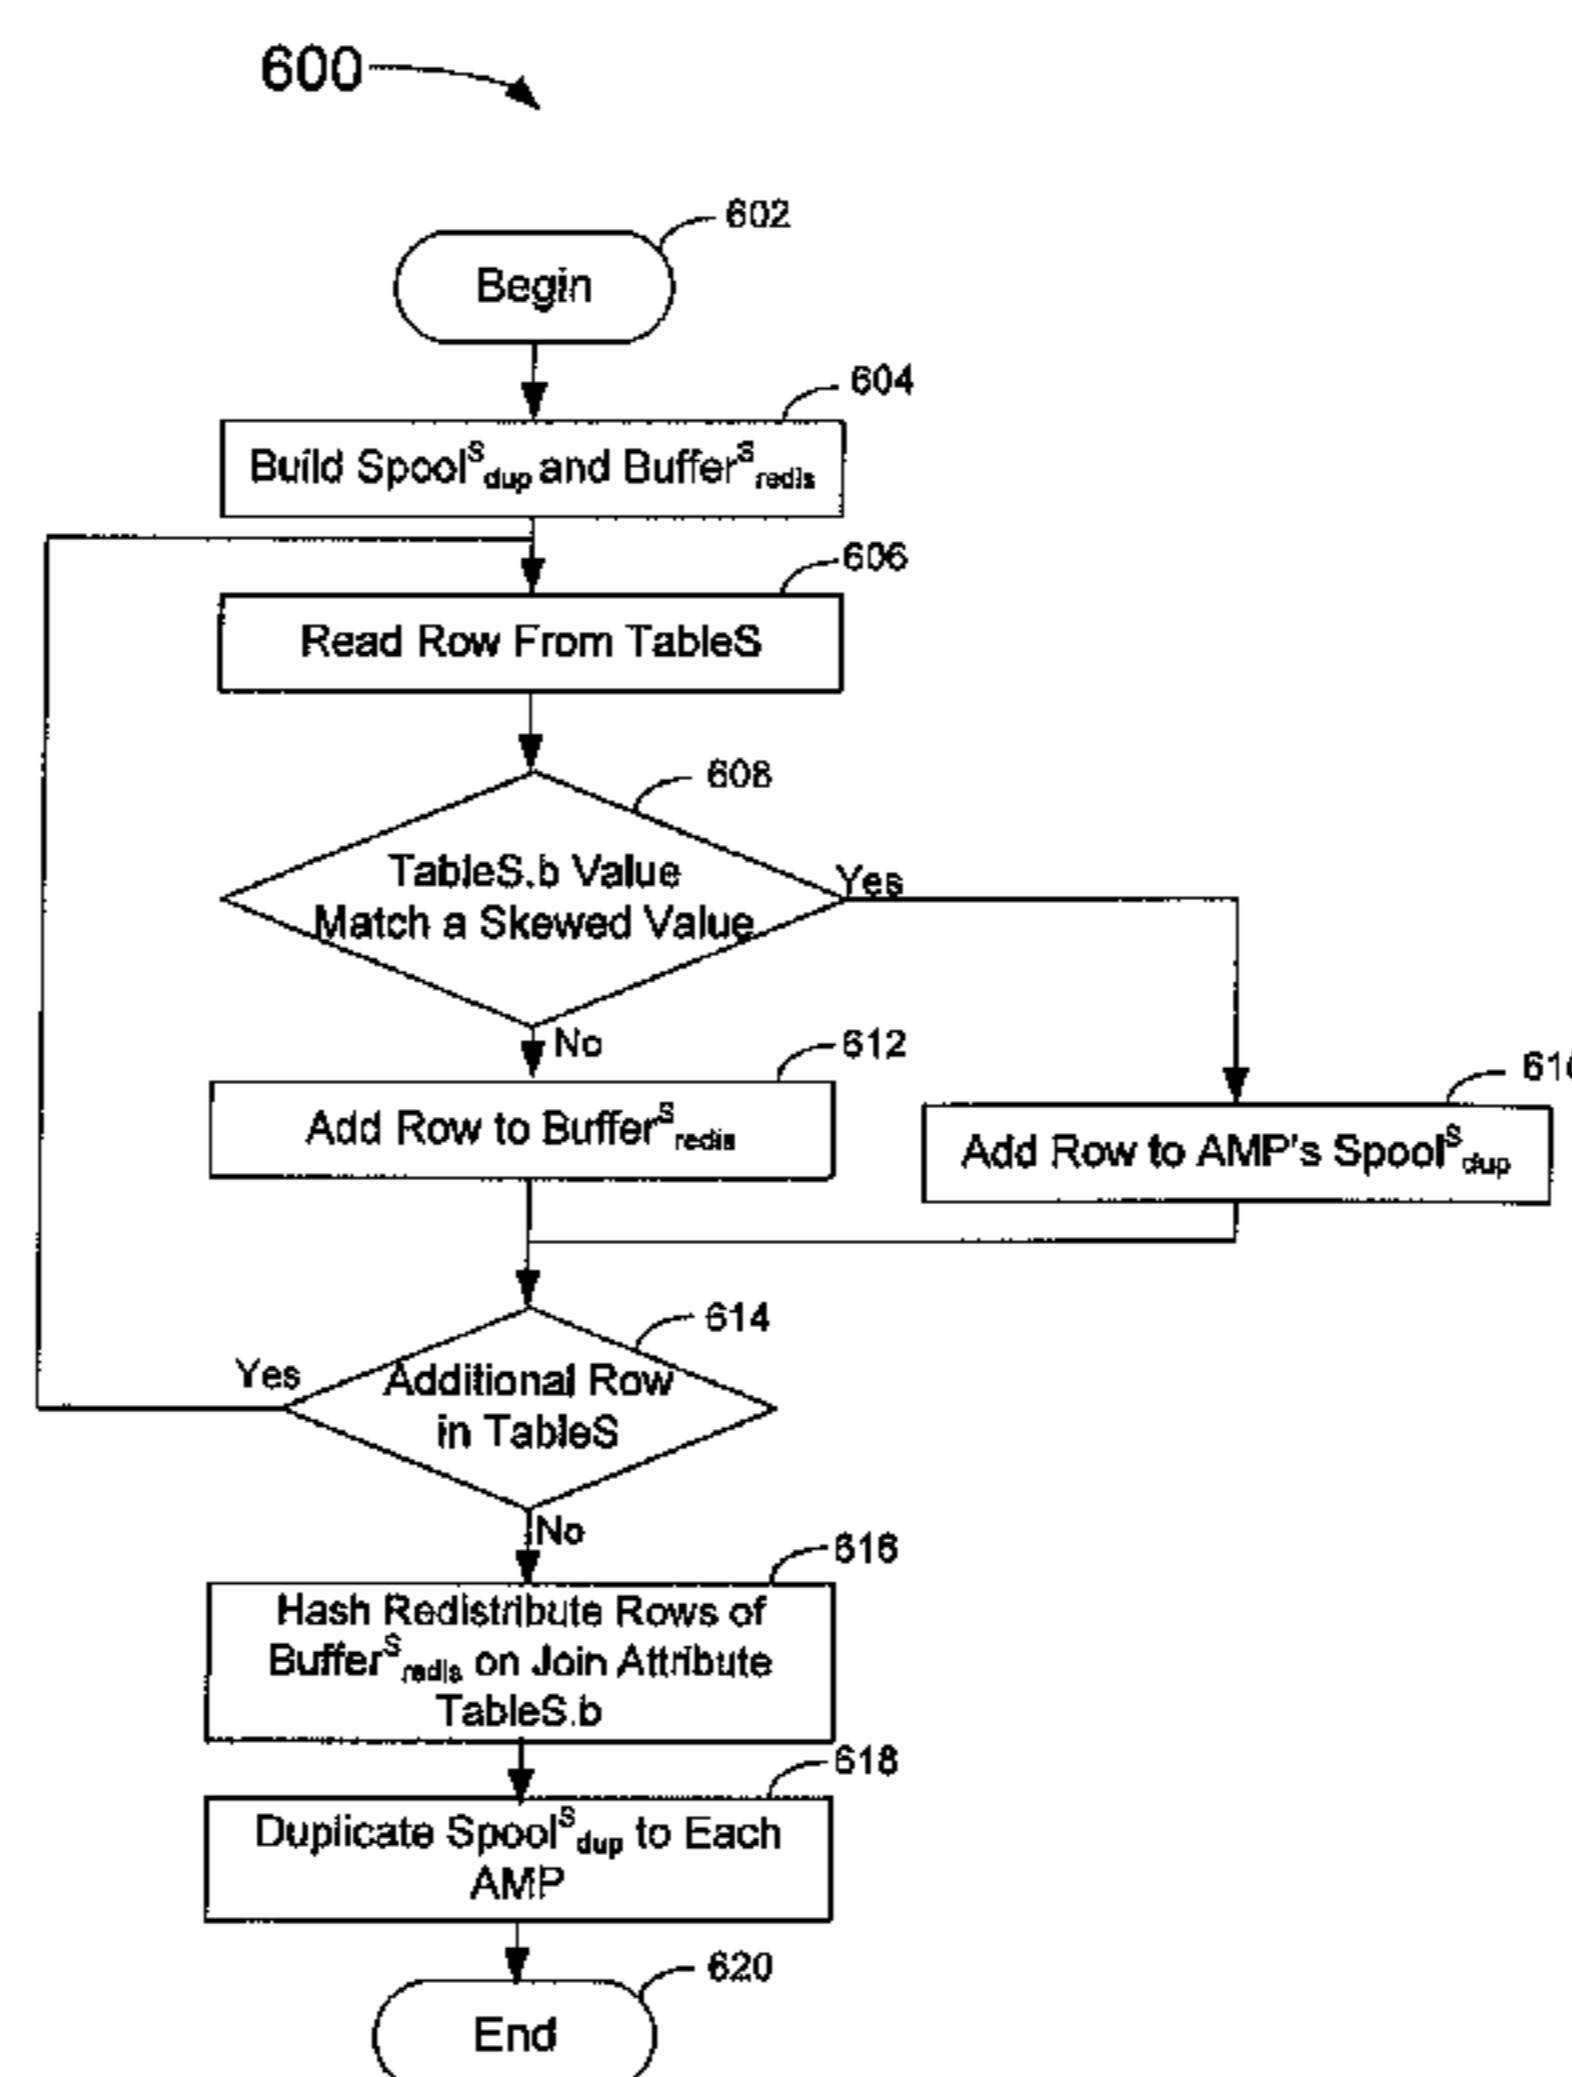 600
602
Begin
604
Build Spool^S_dup and Buffer^S_redis
606
Read Row From TableS
608
TableS.b Value
Match a Skewed Value
Yes
No
612
Add Row to Buffer^S_redis
Add Row to AMP's Spool^S_dup
614
Yes
Additional Row
in TableS
No
616
Hash Redistribute Rows of
Buffer^S_redis on Join Attribute
TableS.b
618
Duplicate Spool^S_dup to Each
AMP
620
End